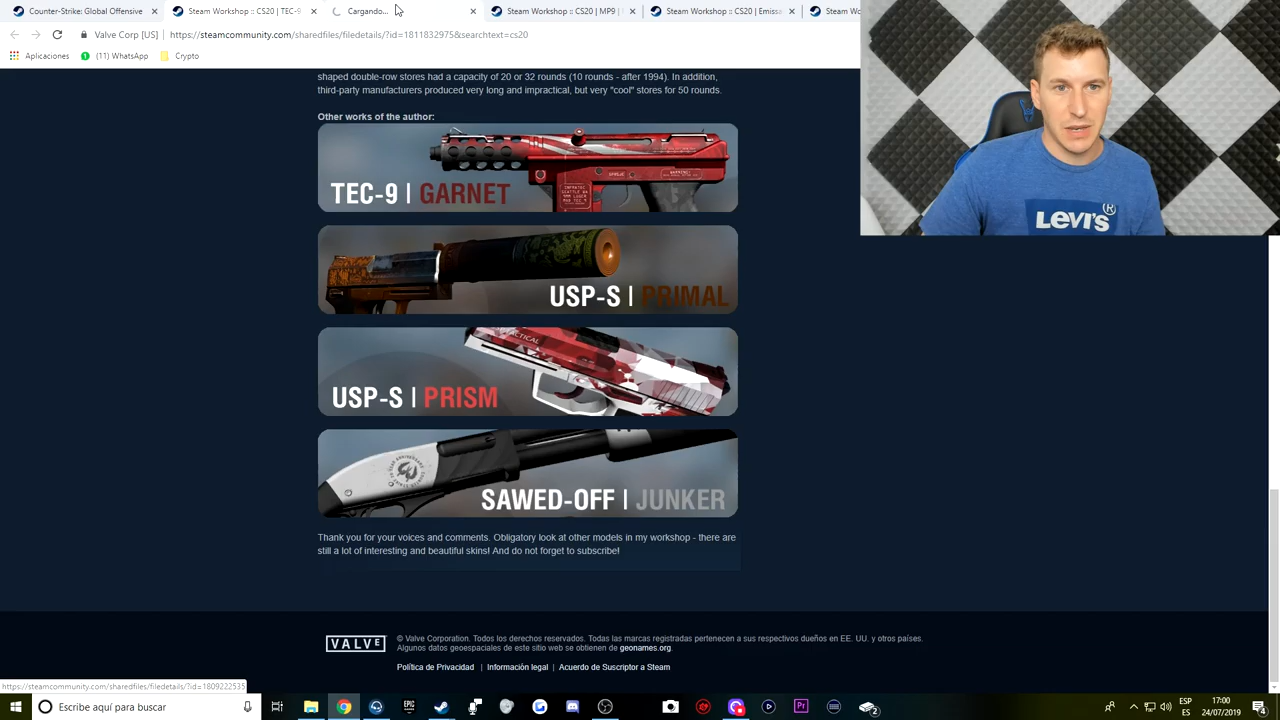 Counter-Strike: Global Offensive
Steam Workshop :: CS20 | TEC-9
Cargando...
Steam Workshop :: CS20 | MP9 |
Steam Workshop :: CS20 | Emissa
Steam Wo
Valve Corp [US] | https://steamcommunity.com/sharedfiles/filedetails/?id=1811832975&searchtext=cs20
Aplicaciones
(11) WhatsApp
Crypto
shaped double-row stores had a capacity of 20 or 32 rounds (10 rounds - after 1994). In addition,
third-party manufacturers produced very long and impractical, but very "cool" stores for 50 rounds.
Other works of the author:
TEC-9 | GARNET
USP-S | PRIMAL
USP-S | PRISM
SAWED-OFF | JUNKER
Thank you for your voices and comments. Obligatory look at other models in my workshop - there are
still a lot of interesting and beautiful skins! And do not forget to subscribe!
LEVI'S
VALVE
© Valve Corporation. Todos los derechos reservados. Todas las marcas registradas pertenecen a sus respectivos dueños en EE. UU. y otros países.
Algunos datos geoespaciales de este sitio web se obtienen de geonames.org.
Política de Privacidad | Información legal | Acuerdo de Suscriptor a Steam
https://steamcommunity.com/sharedfiles/filedetails/?id=1809222535
Escribe aquí para buscar
ESP
ES
17:00
24/07/2019